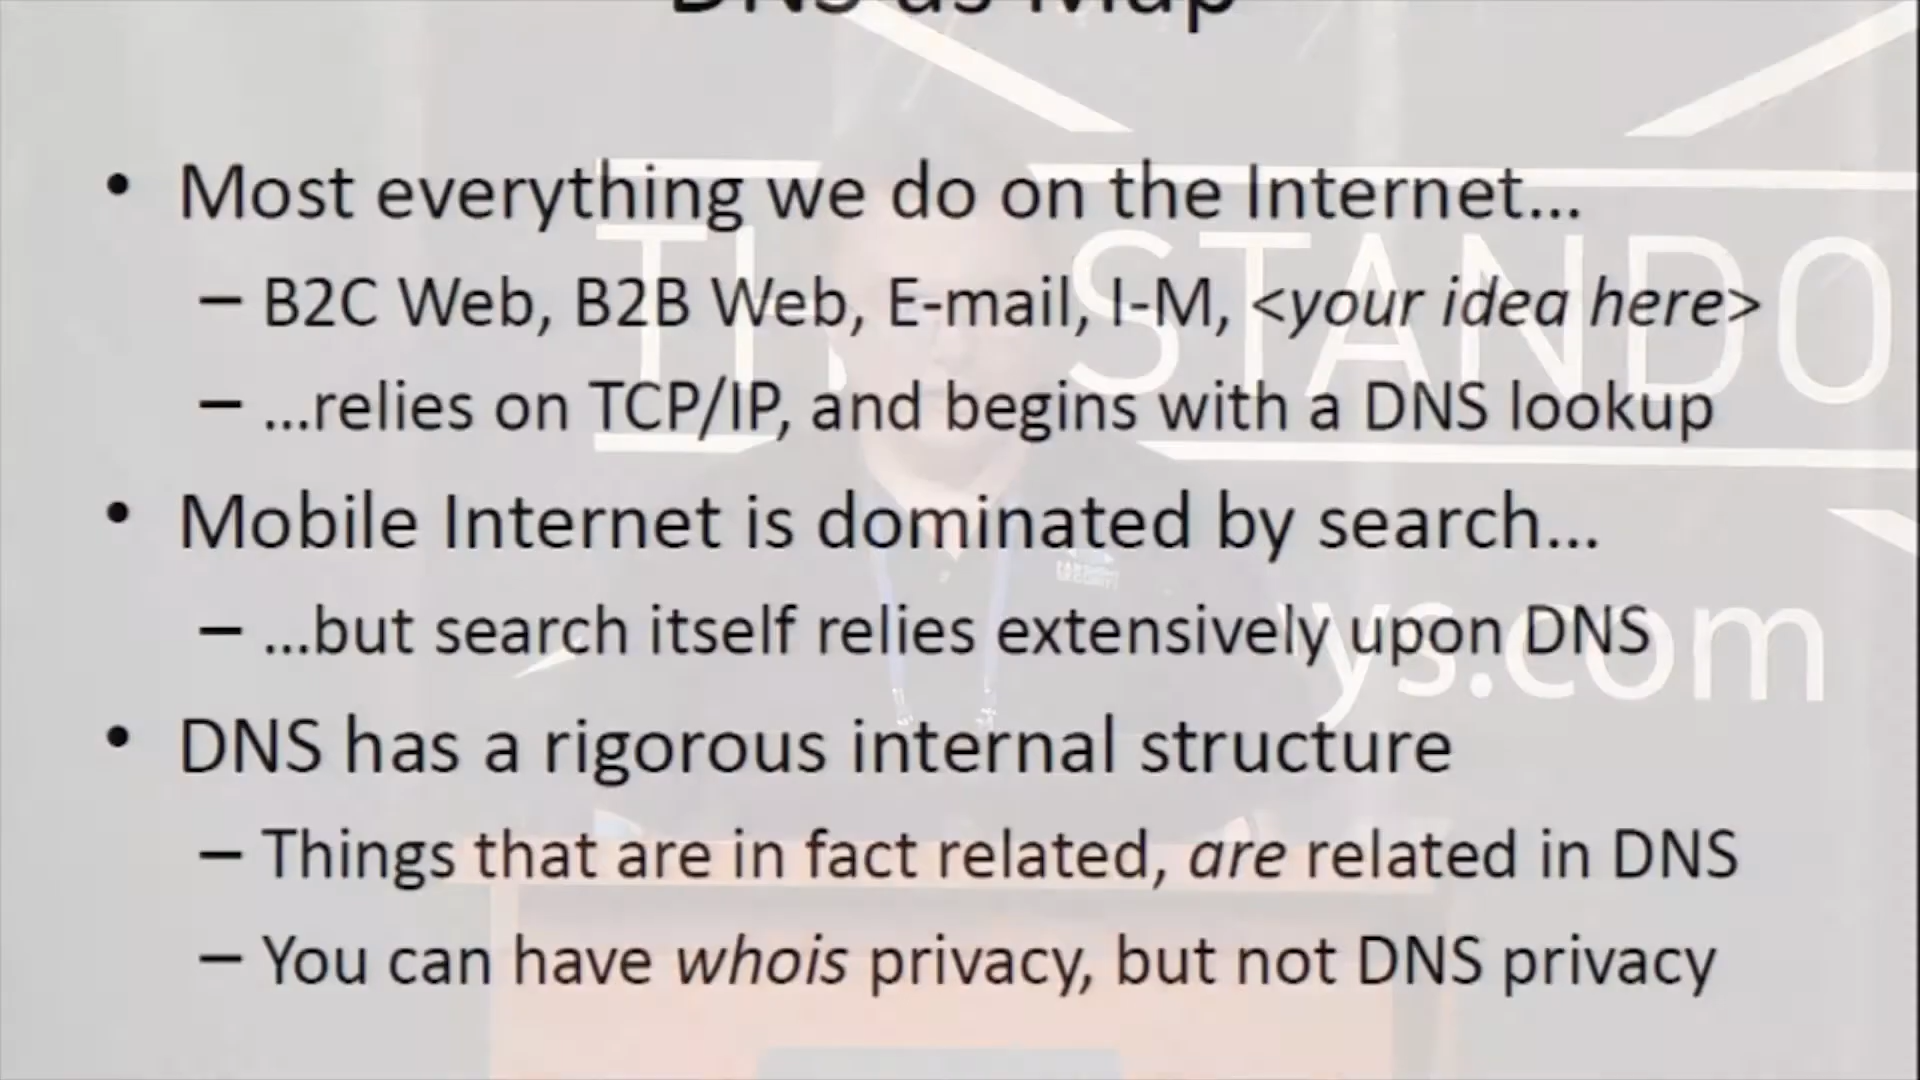 DNS as Map
• Most everything we do on the Internet...
– B2C Web, B2B Web, E-mail, I-M, <your idea here>
– ...relies on TCP/IP, and begins with a DNS lookup
• Mobile Internet is dominated by search...
– ...but search itself relies extensively upon DNS
• DNS has a rigorous internal structure
– Things that are in fact related, are related in DNS
– You can have whois privacy, but not DNS privacy
STANDO
ys.com